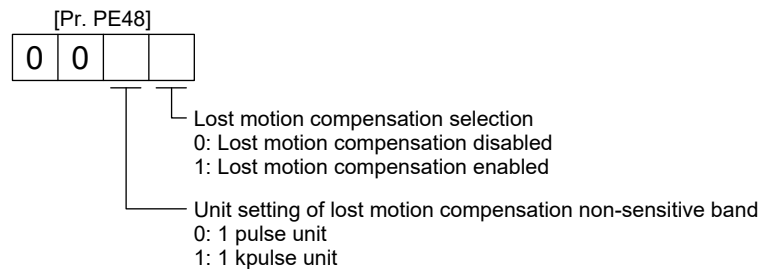 [Pr. PE48]
0 0
Lost motion compensation selection
0: Lost motion compensation disabled
1: Lost motion compensation enabled
Unit setting of lost motion compensation non-sensitive band
0: 1 pulse unit
1: 1 kpulse unit